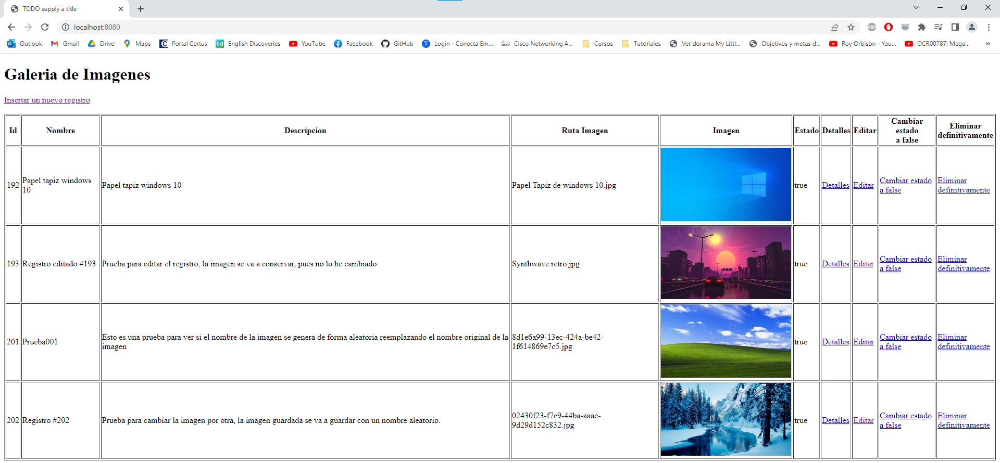 TODO supply a title
localhost:8080
ABP
Outlook
Gmail
Drive
Maps
Portal Certus
ed English Discoveries
YouTube
Facebook
GitHub
Login - Conecta Em...
Cisco Networking A...
Cursos
Tutoriales
Ver dorama My Littl...
Objetivos y metas d...
Roy Orbison - You...
OCR00787: Mega...
Galeria de Imagenes
Insertar un nuevo registro
Id
Nombre
Descripcion
Ruta Imagen
Imagen
Estado
Detalles
Editar
Cambiar
estado
a false
Eliminar
definitivamente
192
Papel tapiz windows
10
Papel tapiz windows 10
Papel Tapiz de windows 10.jpg
true
Detalles
Editar
Cambiar estado
a false
Eliminar
definitivamente
193
Registro editado #193
Prueba para editar el registro, la imagen se va a conservar, pues no lo he cambiado.
Synthwave retro.jpg
true
Detalles
Editar
Cambiar estado
a false
Eliminar
definitivamente
201
Prueba001
Esto es una prueba para ver si el nombre de la imagen se genera de forma aleatoria reemplazando el nombre original de la
imagen
8d1e6a99-13ec-424a-be42-
1f614869e7c5.jpg
true
Detalles
Editar
Cambiar estado
a false
Eliminar
definitivamente
202
Registro #202
Prueba para cambiar la imagen por otra, la imagen guardada se va a guardar con un nombre aleatorio.
02430f23-f7e9-44ba-aaae-
9d29d152c832.jpg
true
Detalles
Editar
Cambiar estado
a false
Eliminar
definitivamente